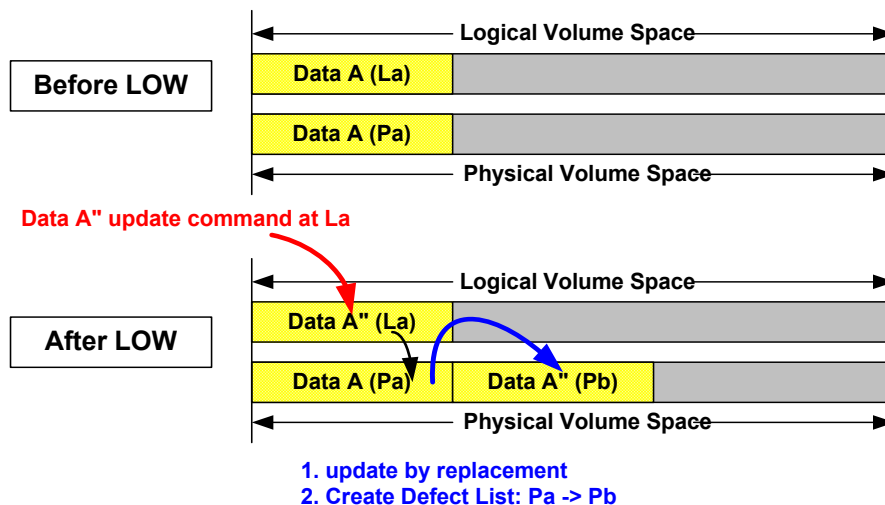 Logical Volume Space
Before LOW
Data A (La)
Data A (Pa)
Physical Volume Space
Data A" update command at La
Logical Volume Space
After LOW
Data A" (La)
Data A (Pa)
Data A" (Pb)
Physical Volume Space
1. update by replacement
2. Create Defect List: Pa -> Pb